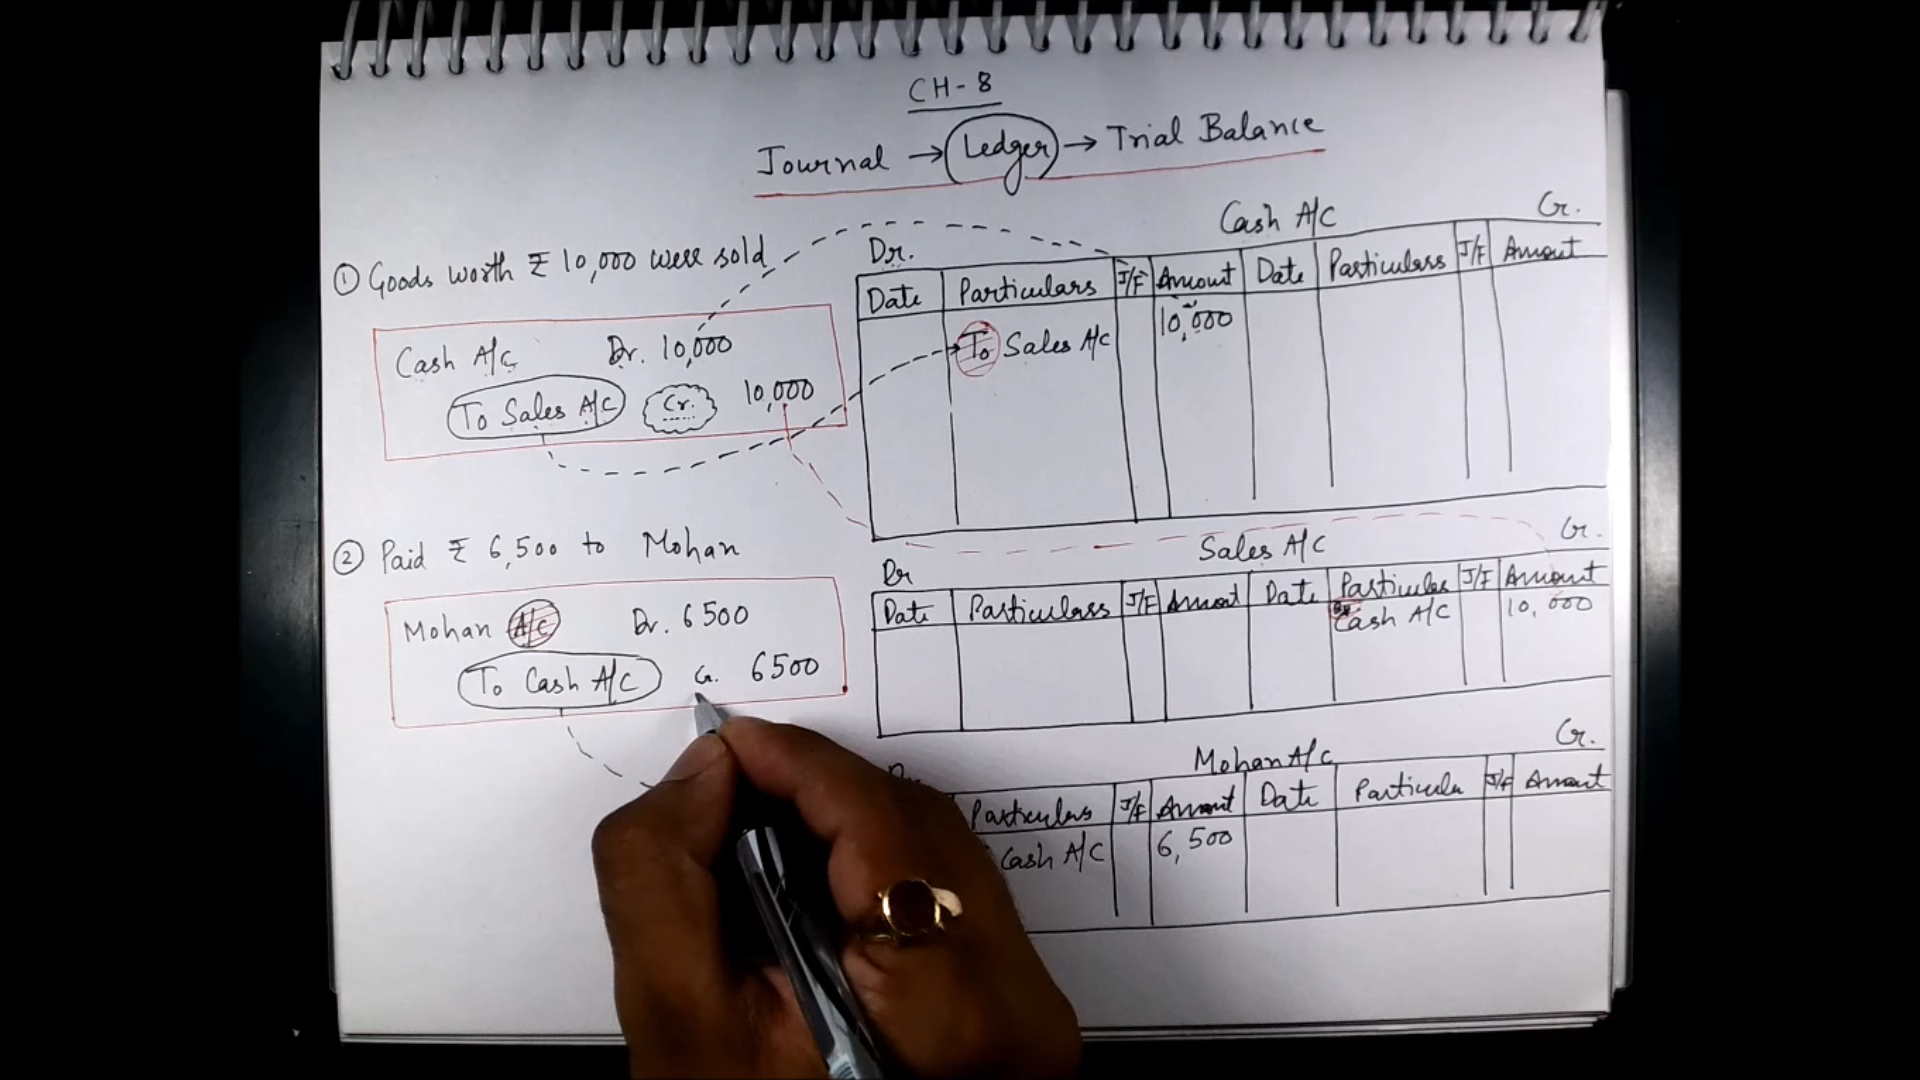 CH-8
Journal → Ledger → Trial Balance
① Goods worth ₹ 10,000 were sold
Cash A/C Dr. 10,000
To Sales A/C Cr. 10,000
② Paid ₹ 6,500 to Mohan
Mohan A/C Dr. 6500
To Cash A/C Cr. 6500
Cash A/C
Dr. Cr.
Date Particulars J/F Amount Date Particulars J/F Amount
To Sales A/C 10,000
Sales A/C
Dr Cr.
Date Particulars J/F Amount Date Particulars J/F Amount
By Cash A/C 10,000
Mohan A/C
Cr.
Particulars J/F Amount Date Particula J/F Amount
Cash A/C 6,500